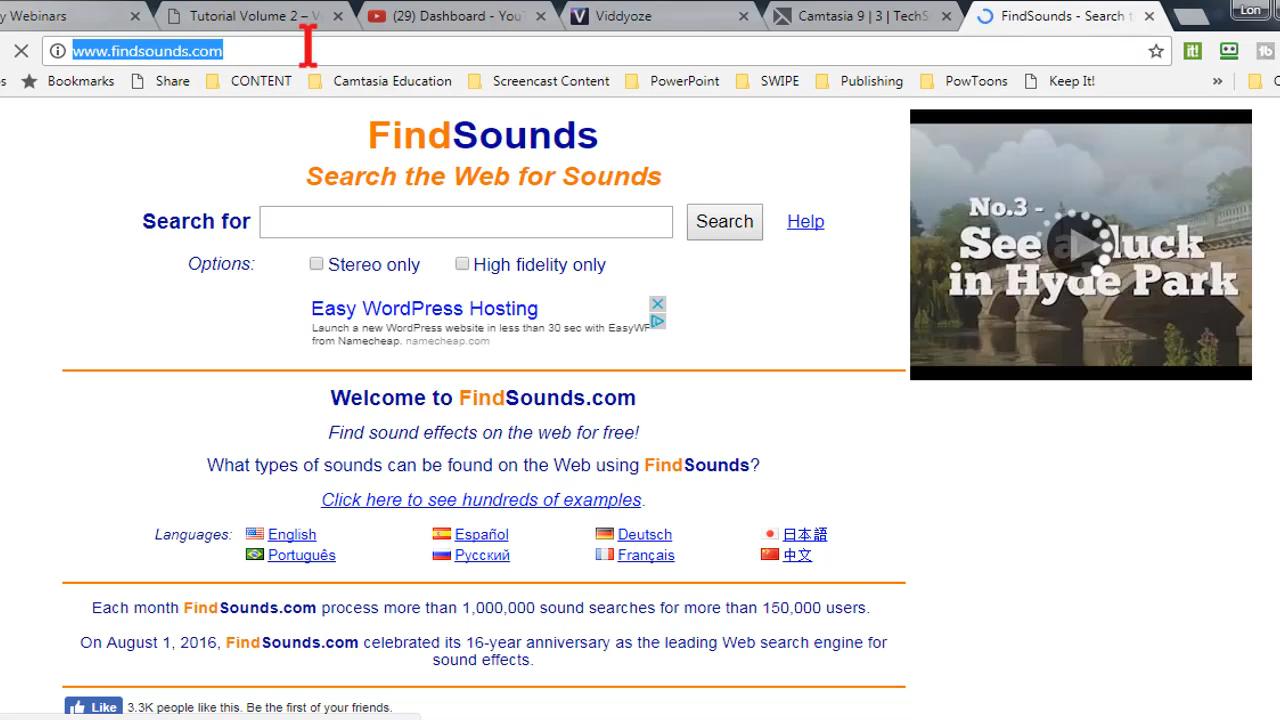 y Webinars
Tutorial Volume 2 –
(29) Dashboard - You
Viddyoze
Camtasia 9 | 3 | TechS
FindSounds - Search
Lon
www.findsounds.com
it!
s
Bookmarks
Share
CONTENT
Camtasia Education
Screencast Content
PowerPoint
SWIPE
Publishing
PowToons
Keep It!
»
FindSounds
Search the Web for Sounds
Search for
Search
Help
Options:
Stereo only
High fidelity only
Easy WordPress Hosting
Launch a new WordPress website in less than 30 sec with EasyWP
from Namecheap. namecheap.com
No.3 -
See a
luck
in Hyde Park
Welcome to FindSounds.com
Find sound effects on the web for free!
What types of sounds can be found on the Web using FindSounds?
Click here to see hundreds of examples.
Languages:
English
Español
Deutsch
日本語
Português
Русский
Français
中文
Each month FindSounds.com process more than 1,000,000 sound searches for more than 150,000 users.
On August 1, 2016, FindSounds.com celebrated its 16-year anniversary as the leading Web search engine for
sound effects.
Like
3.3K people like this. Be the first of your friends.